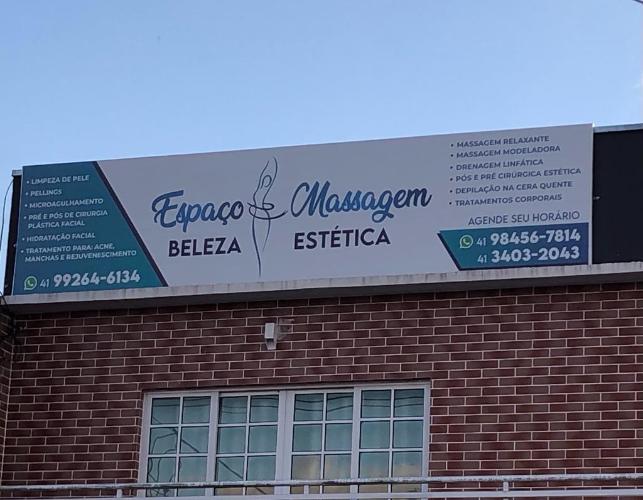 • LIMPEZA DE PELE
• PELLINGS
• MICROAGULHAMENTO
• PRÉ E PÓS DE CIRURGIA
PLÁSTICA FACIAL
• HIDRATAÇÃO FACIAL
• TRATAMENTO PARA: ACNE,
MANCHAS E REJUVENESCIMENTO
41 99264-6134
Espaço Massagem
BELEZA ESTÉTICA
• MASSAGEM RELAXANTE
• MASSAGEM MODELADORA
• DRENAGEM LINFÁTICA
• PÓS E PRÉ CIRÚRGICA ESTÉTICA
• DEPILAÇÃO NA CERA QUENTE
• TRATAMENTOS CORPORAIS
AGENDE SEU HORÁRIO
41 98456-7814
41 3403-2043